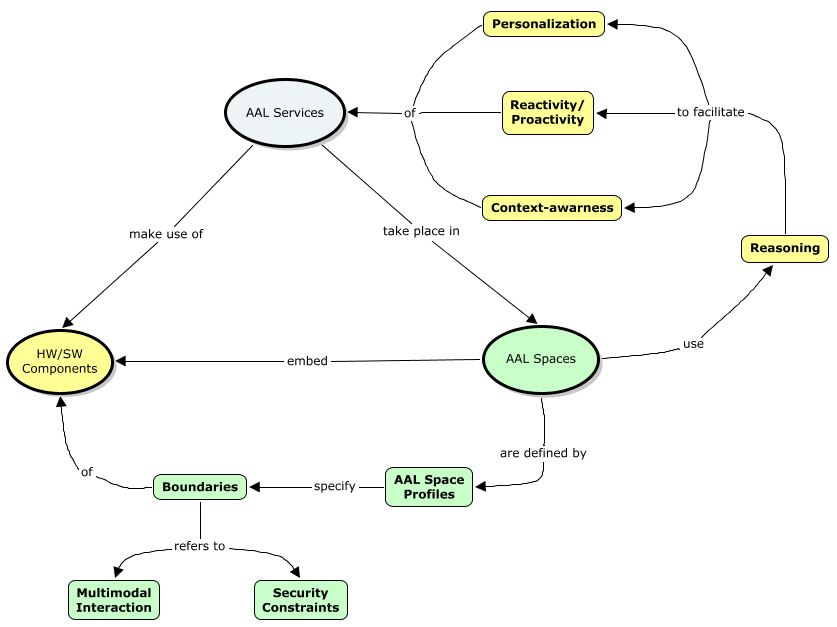 Personalization
AAL Services
of
Reactivity/
Proactivity
to facilitate
Context-awarness
make use of
take place in
Reasoning
HW/SW
Components
embed
AAL Spaces
use
are defined by
of
Boundaries
specify
AAL Space
Profiles
refers to
Multimodal
Interaction
Security
Constraints